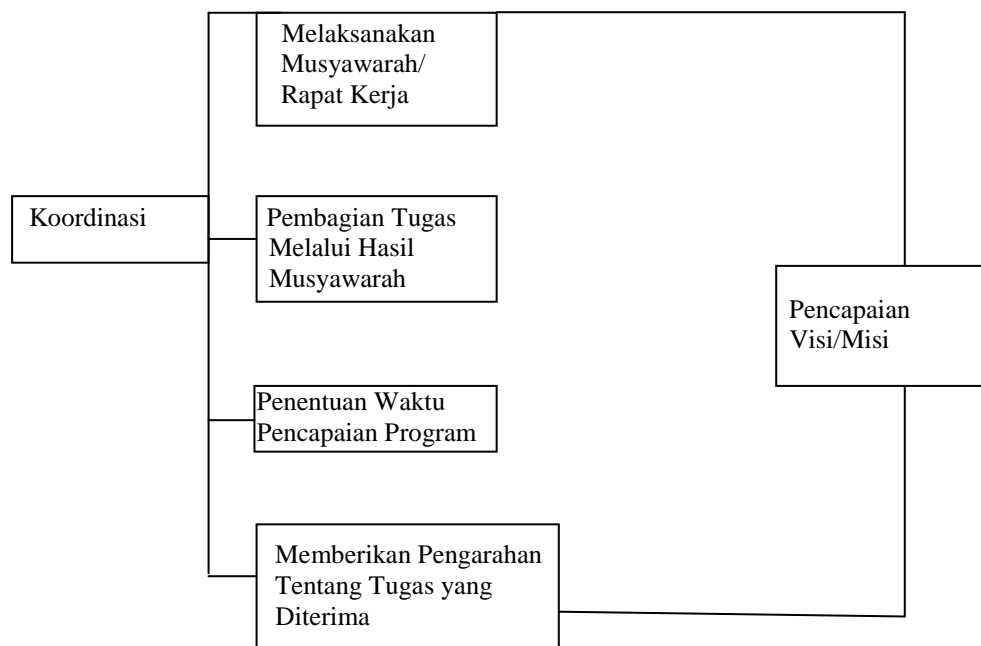 Melaksanakan
Musyawarah/
Rapat Kerja
Koordinasi
Pembagian Tugas
Melalui Hasil
Musyawarah
Pencapaian
Visi/Misi
Penentuan Waktu
Pencapaian Program
Memberikan Pengarahan
Tentang Tugas yang
Diterima